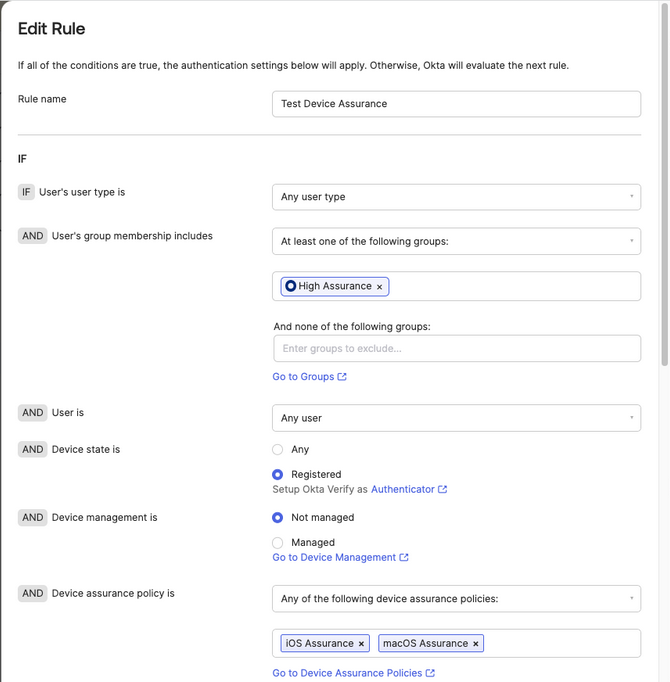 Edit Rule
If all of the conditions are true, the authentication settings below will apply. Otherwise, Okta will evaluate the next rule.
Rule name
Test Device Assurance
IF
IF User's user type is
Any user type
AND User's group membership includes
At least one of the following groups:
High Assurance ×
And none of the following groups:
Enter groups to exclude...
Go to Groups
AND User is
Any user
AND Device state is
Any
Registered
Setup Okta Verify as Authenticator
AND Device management is
Not managed
Managed
Go to Device Management
AND Device assurance policy is
Any of the following device assurance policies:
iOS Assurance × macOS Assurance ×
Go to Device Assurance Policies